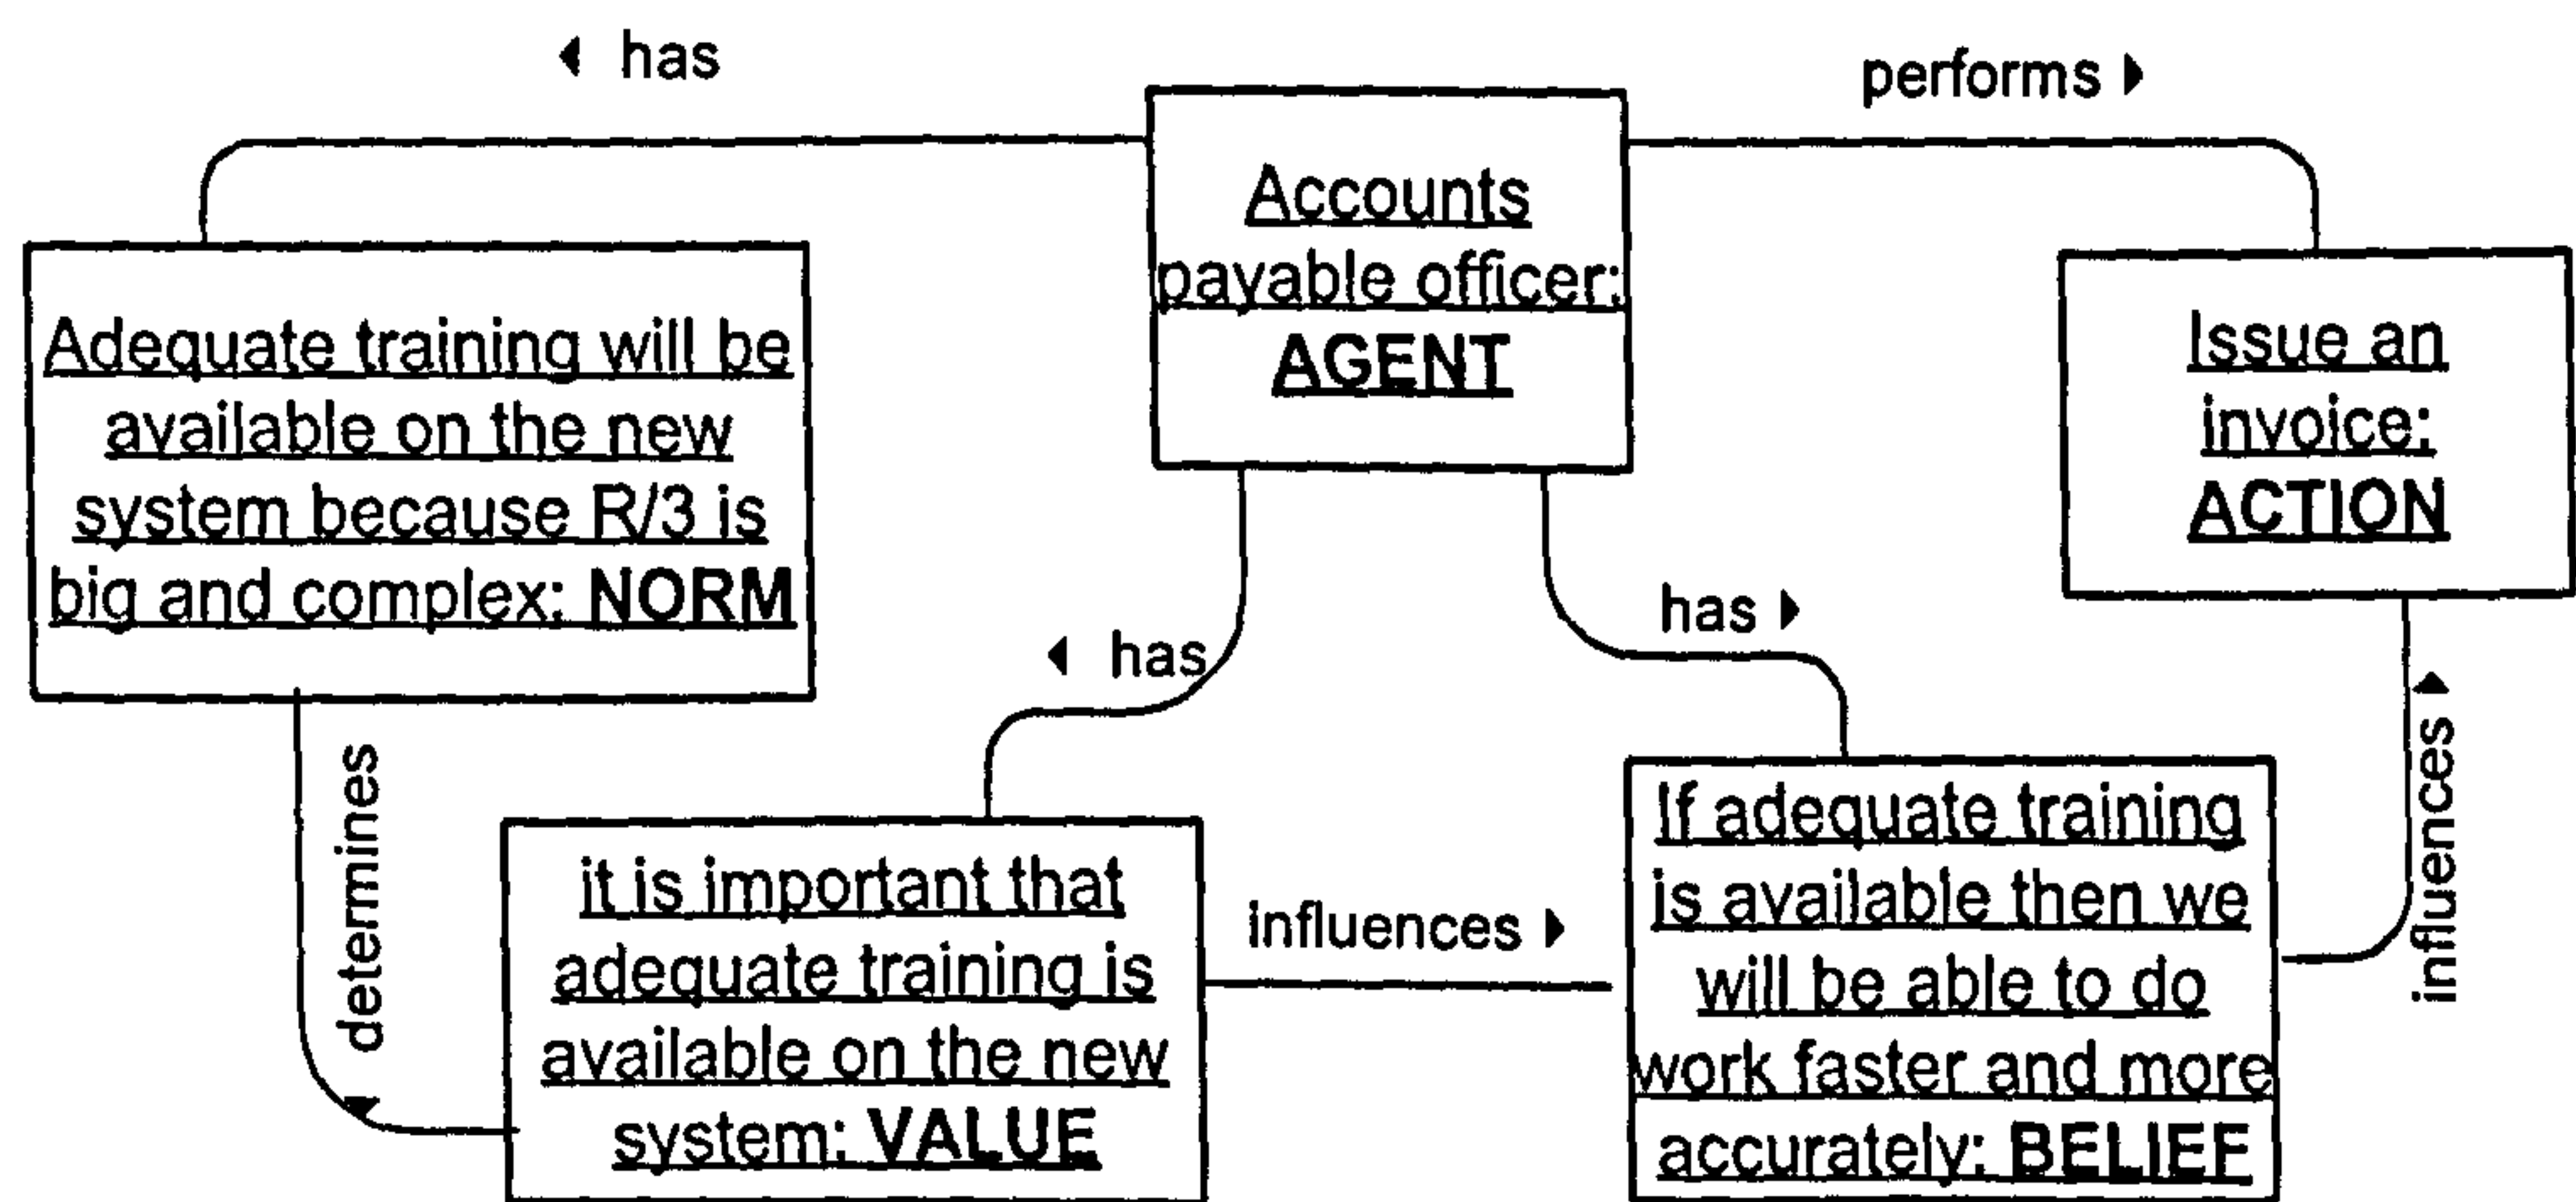 ◀ has
performs ▶
Accounts
payable officer:
AGENT
Adequate training will be
available on the new
system because R/3 is
big and complex: NORM
Issue an
invoice:
ACTION
◀ has
has ▶
determines
influences ▶
it is important that
adequate training is
available on the new
system: VALUE
influences ▶
If adequate training
is available then we
will be able to do
work faster and more
accurately: BELIEF